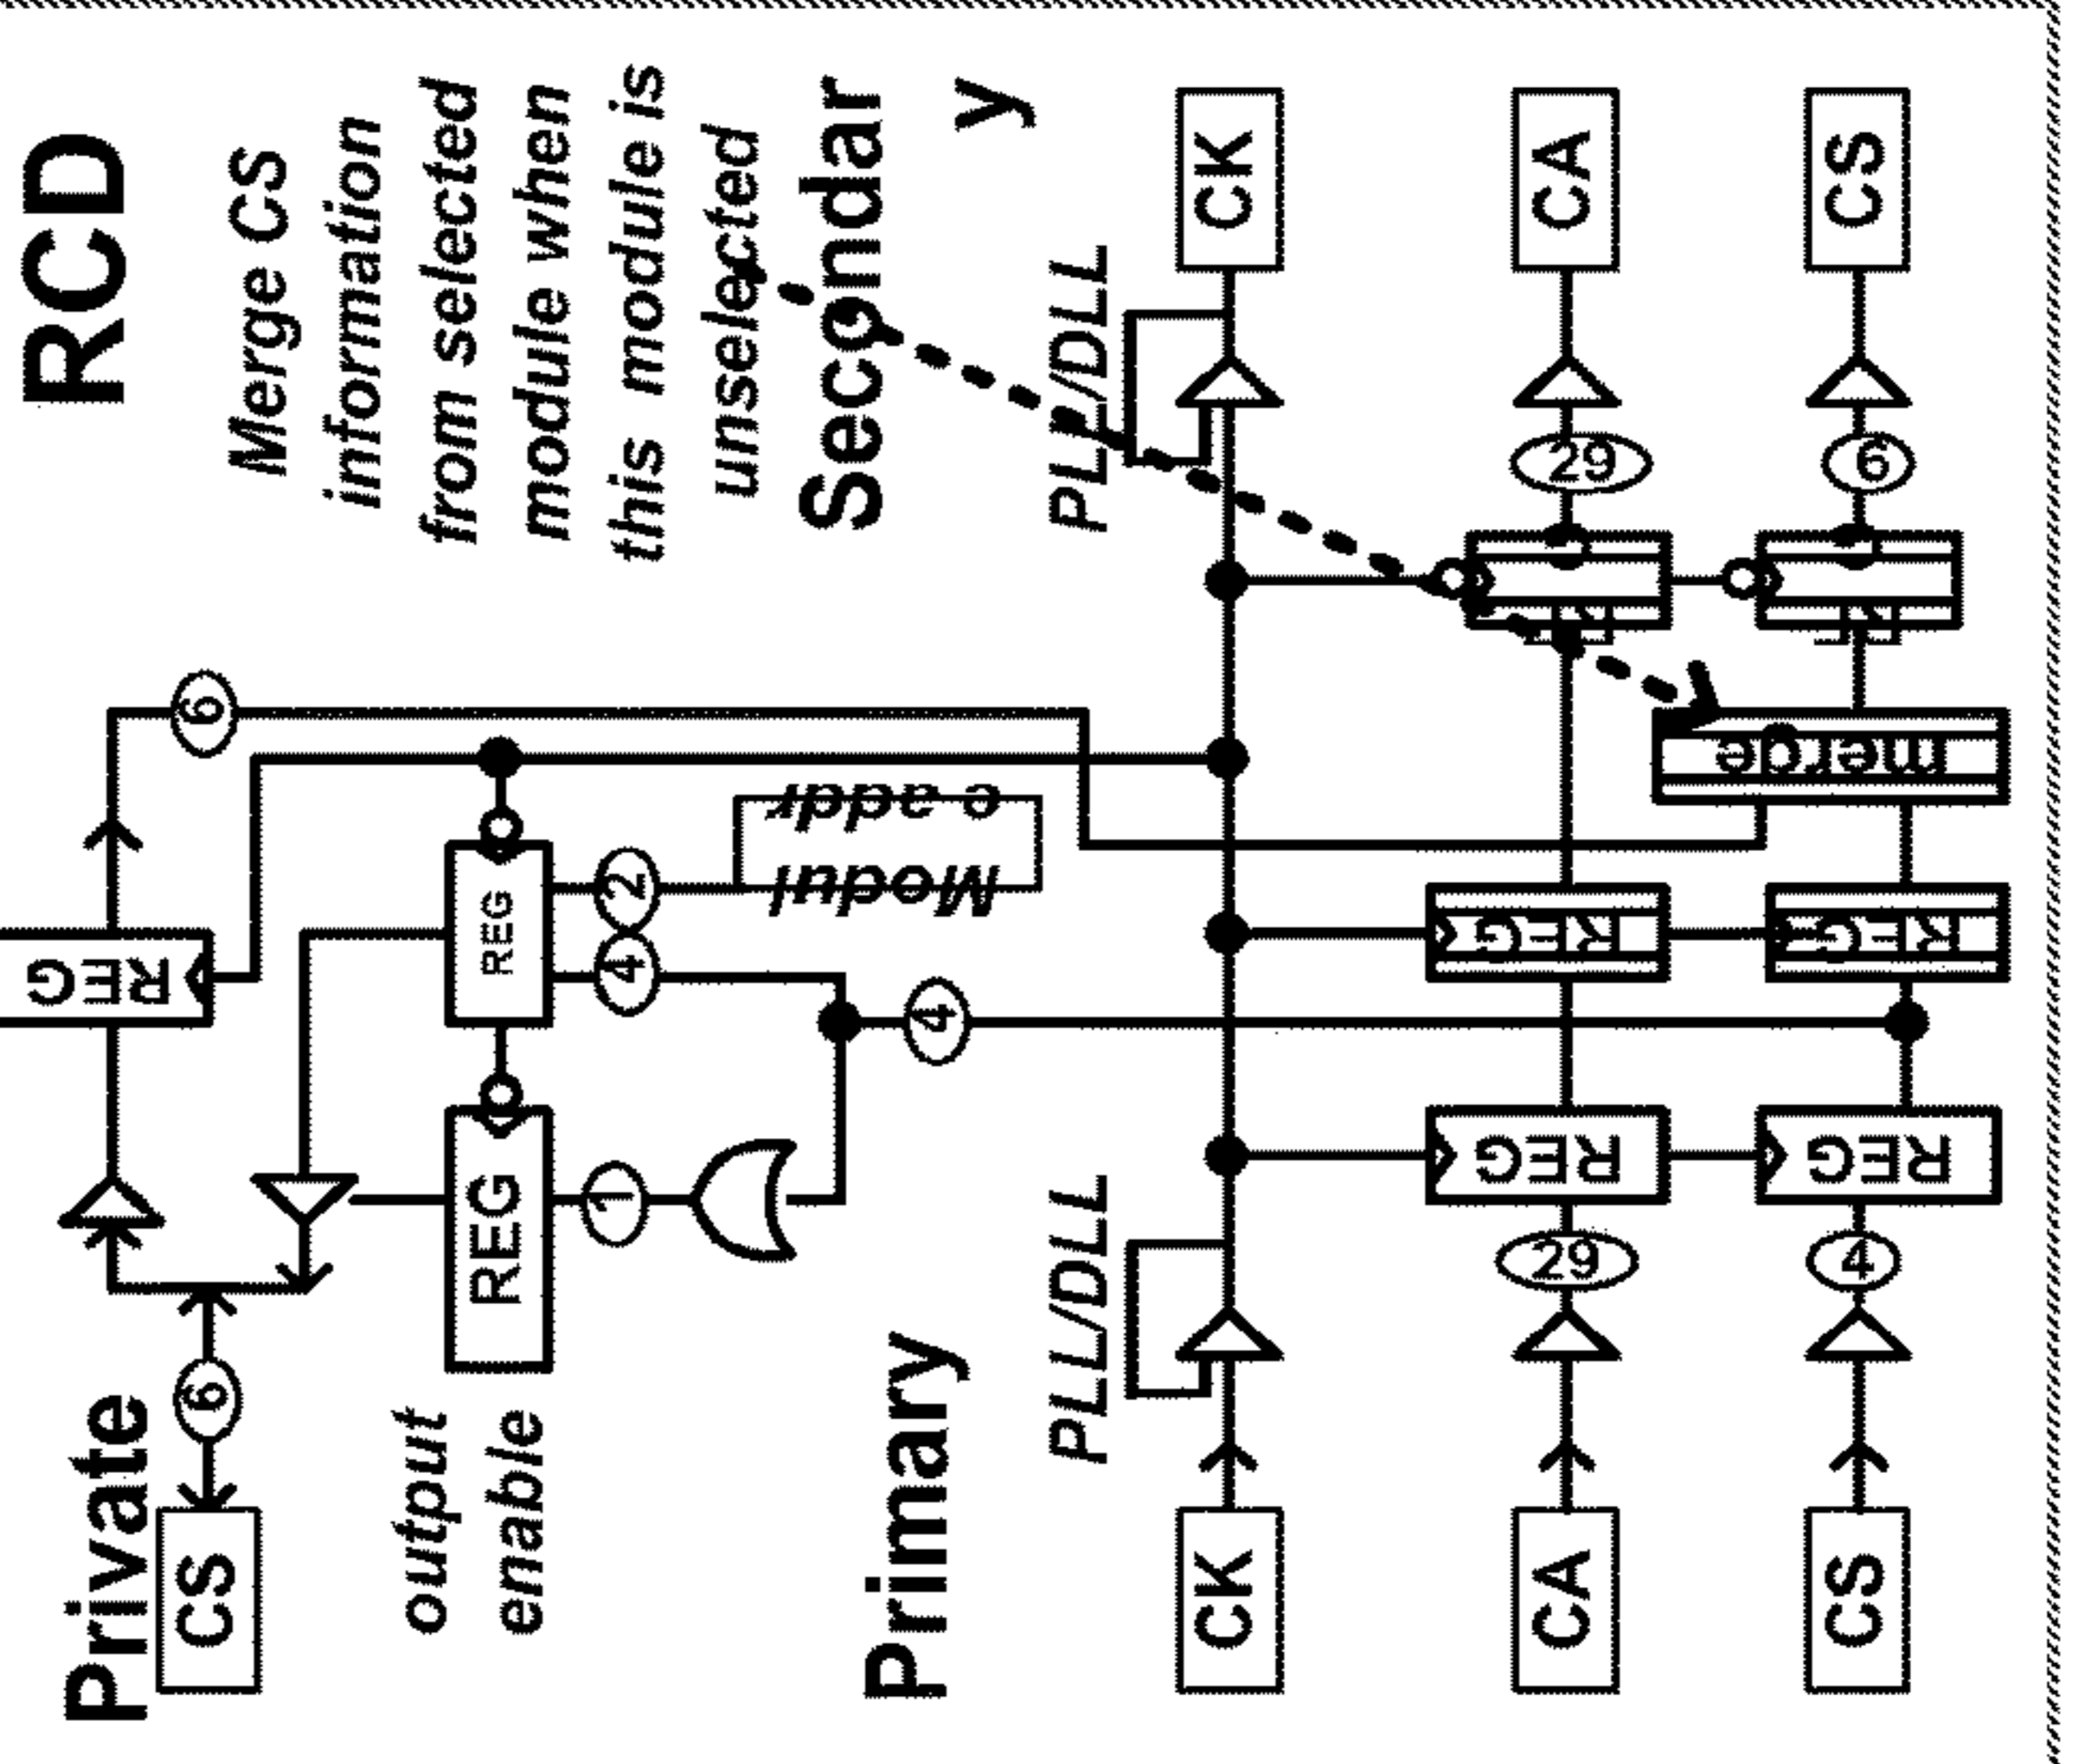 RCD
Merge CS
information
from selected
module when
this module is
unselected
Secondar
y
PLL/DLL
CK
CA
CS
29
6
6
merge
REG
REG
2
Modul
e addr
REG
REG
4
4
REG
1
REG
REG
29
4
PLL/DLL
Private
6
CS
output
enable
Primary
CK
CA
CS